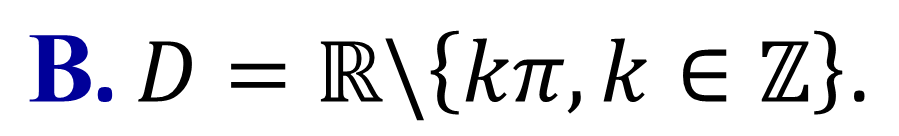 B. D = ℝ\{kπ, k ∈ ℤ}.